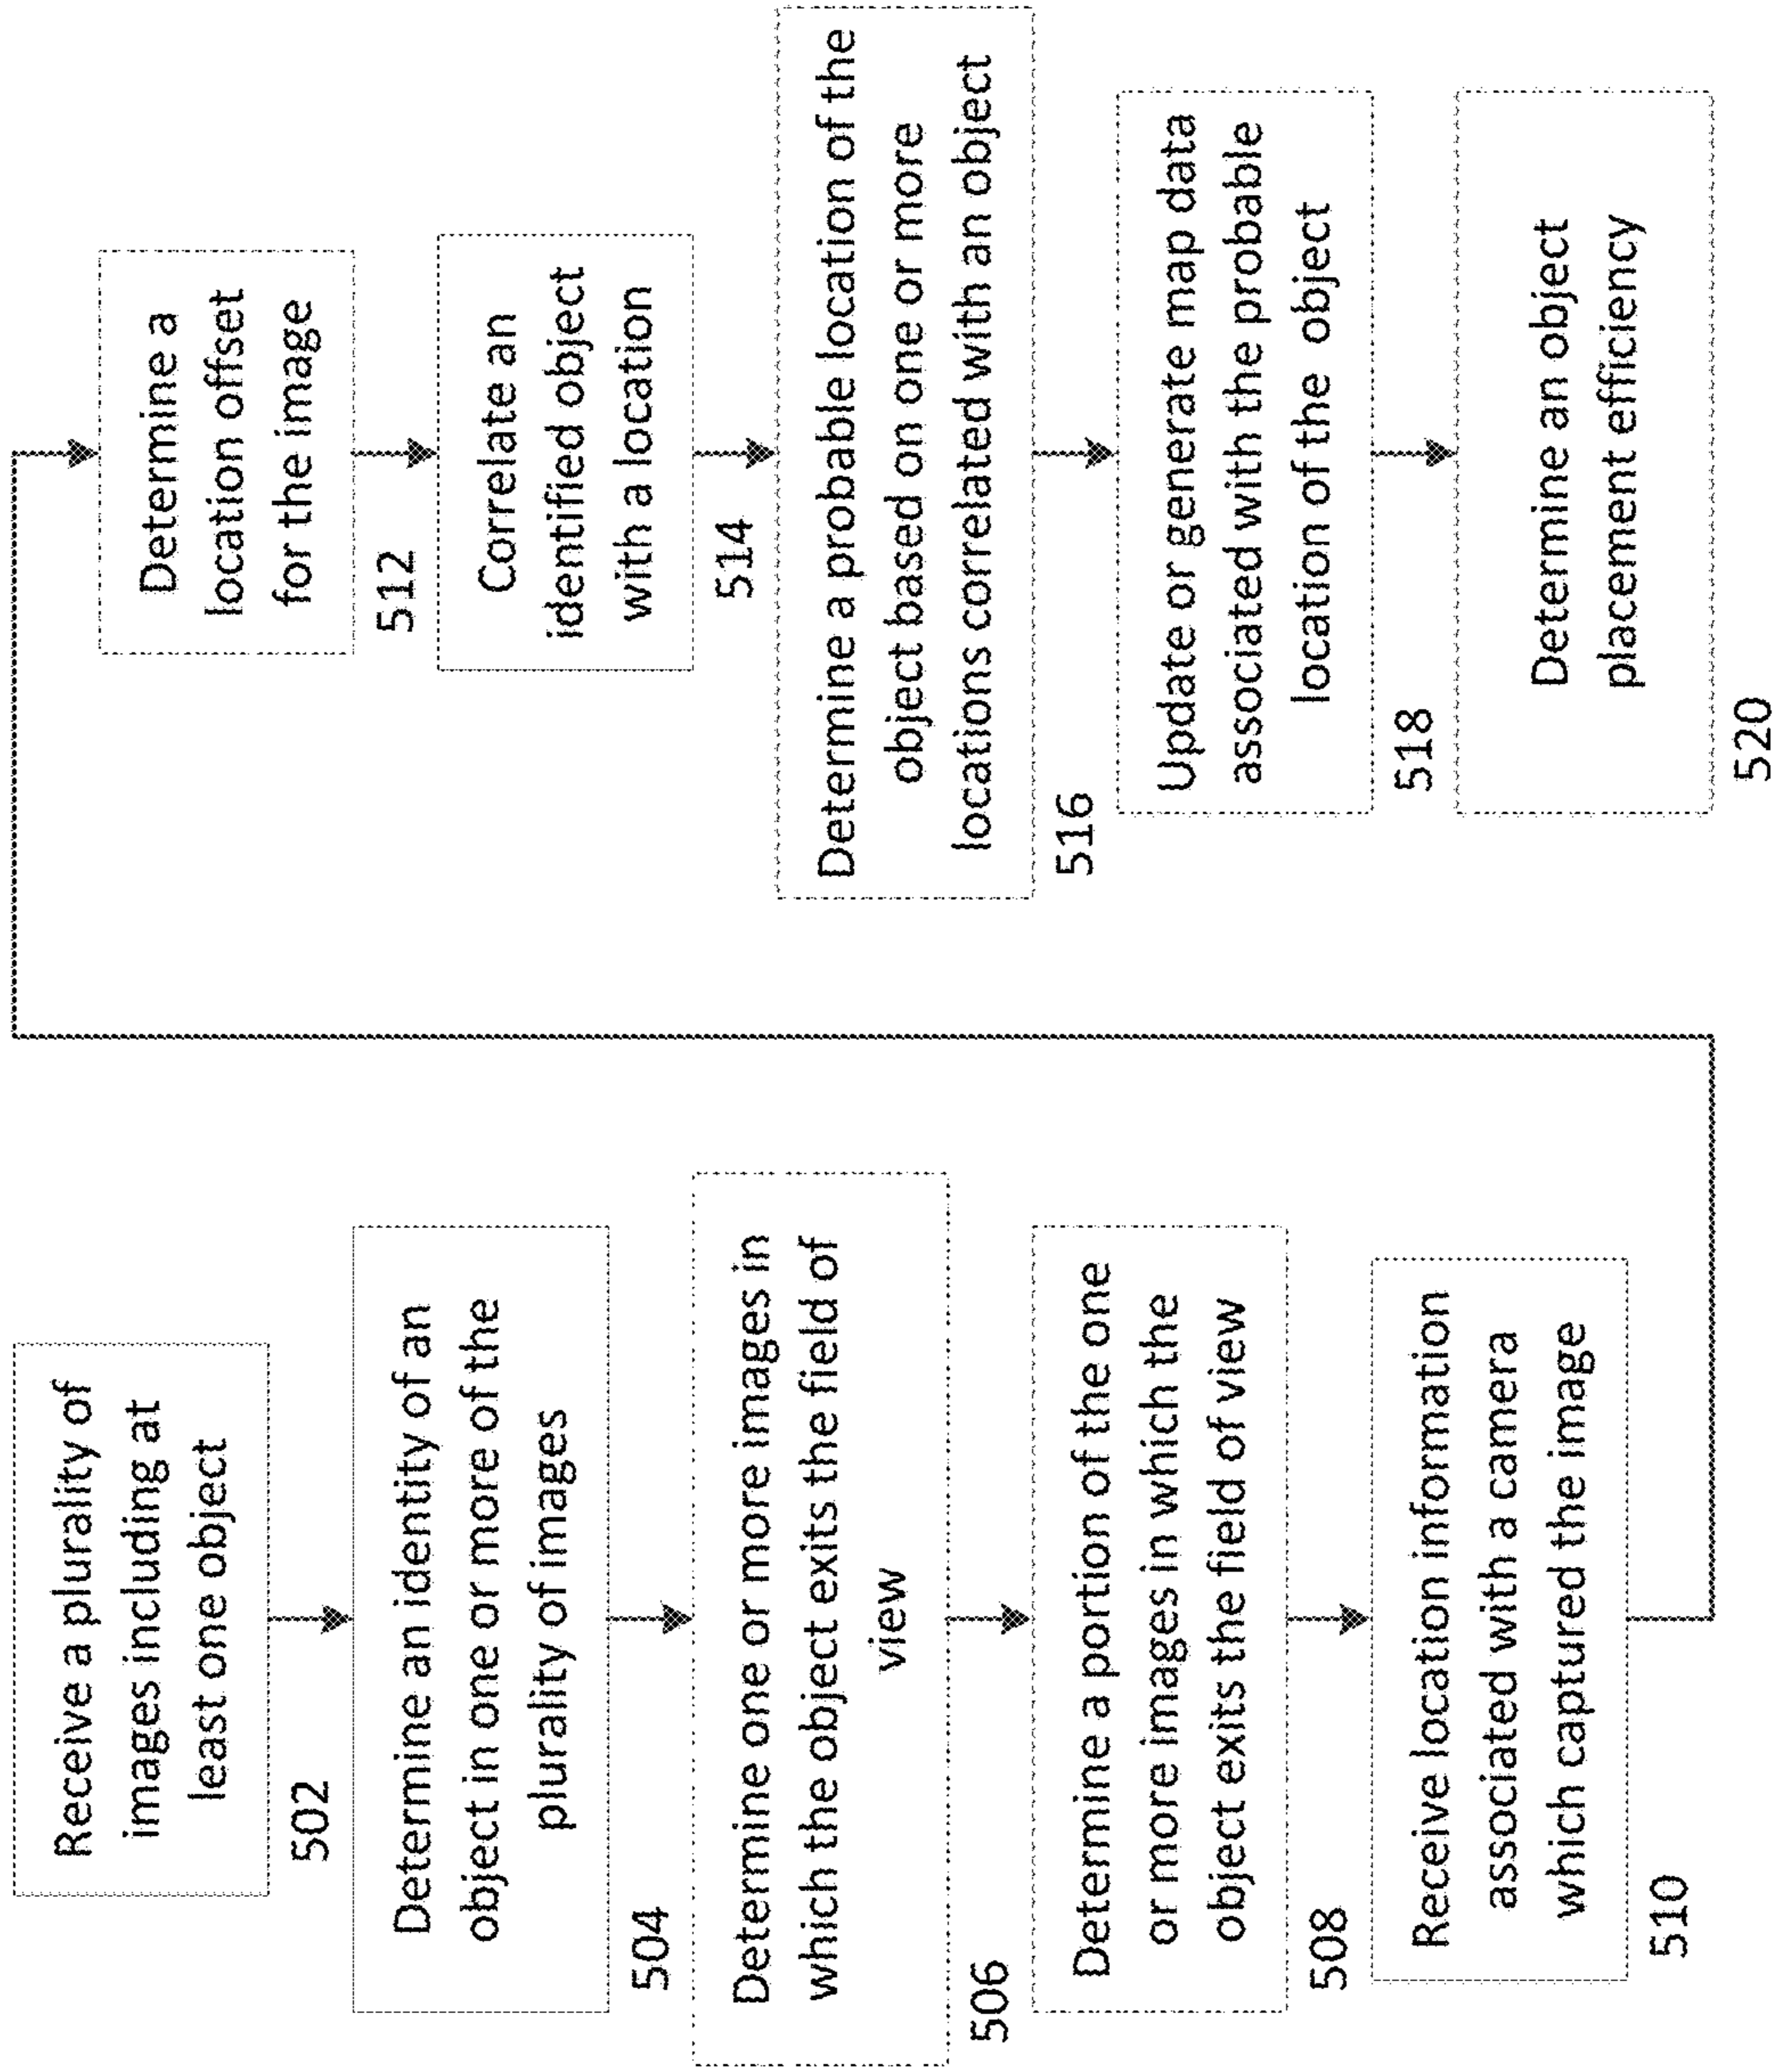 Receive a plurality of
images including at
least one object
502
Determine an identity of an
object in one or more of the
plurality of images
504
Determine one or more images in
which the object exits the field of
view
506
Determine a portion of the one
or more images in which the
object exits the field of view
508
Receive location information
associated with a camera
which captured the image
510
Determine a
location offset
for the image
512
Correlate an
identified object
with a location
514
Determine a probable location of the
object based on one or more
locations correlated with an object
516
Update or generate map data
associated with the probable
location of the object
518
Determine an object
placement efficiency
520